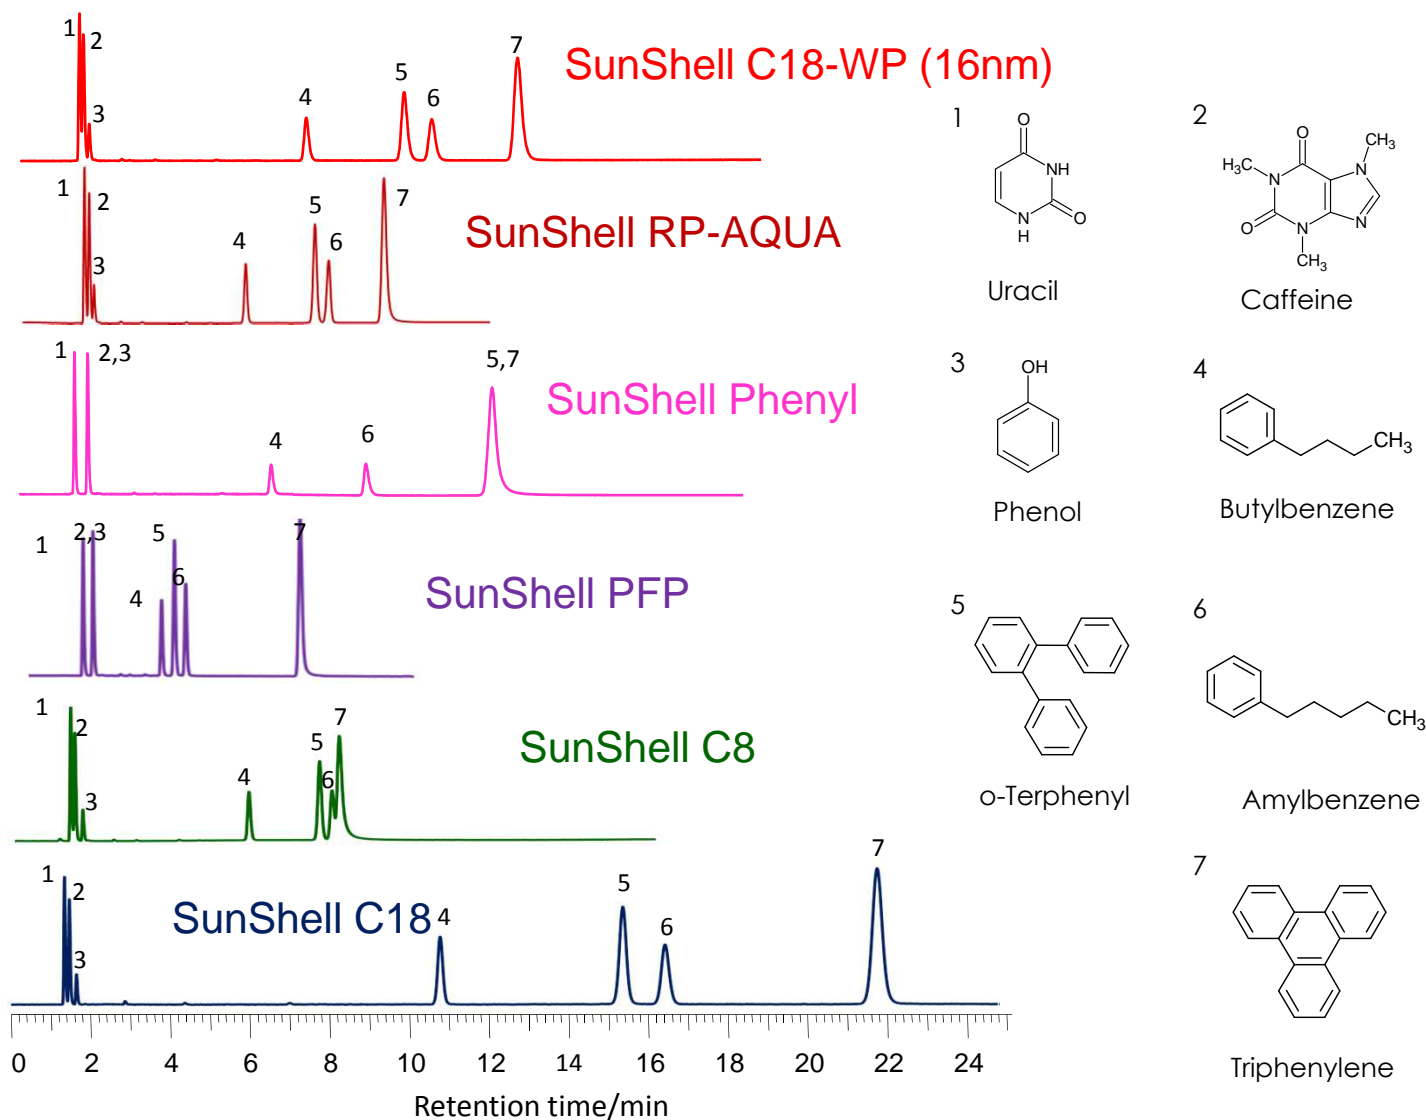 1
2
3
4
5
6
7
SunShell C18-WP (16nm)
1
2
3
4
5
6
7
SunShell RP-AQUA
1
2,3
4
6
5,7
SunShell Phenyl
1
2,3
4
5
6
7
SunShell PFP
1
2
3
4
5
6
7
SunShell C8
1
2
3
SunShell C18
4
5
6
7
0 2 4 6 8 10 12 14 16 18 20 22 24
Retention time/min
1
O
NH
N
H
O
Uracil
2
O
CH3
H3C
N
N
O
N
N
CH3
Caffeine
3
OH
Phenol
4
CH3
Butylbenzene
5
o-Terphenyl
6
CH3
Amylbenzene
7
Triphenylene